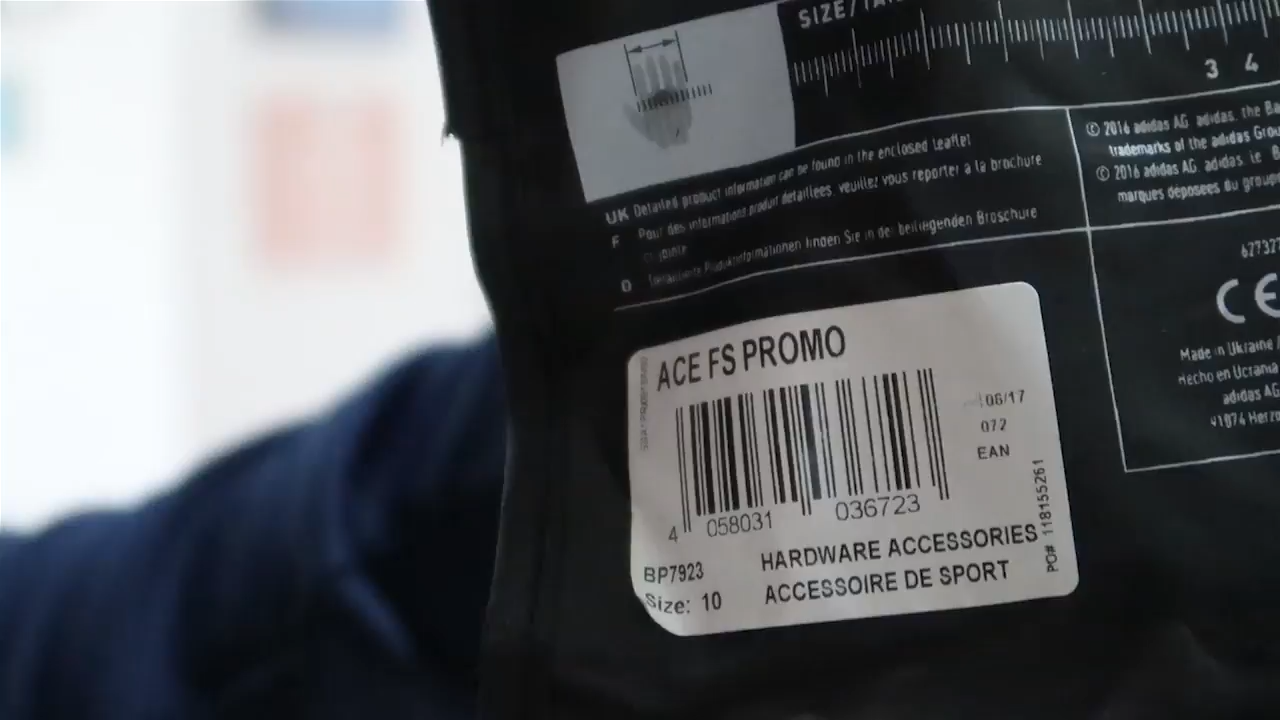 SIZE/
3 4
UK Detailed product information can be found in the enclosed leaflet
F Pour des informations produit détaillées, veuillez vous reporter à la brochure
ci-jointe
D Produktinformationen finden Sie in der beiliegenden Broschüre
© 2016 adidas AG. adidas, the Ba
trademarks of the adidas Grou
© 2016 adidas AG. adidas, le
marques déposées du groupe
627322
CE
Made in Ukraine /
Hecho en Ucrania
adidas AG
91074 Herzo
ACE FS PROMO
06/17
072
EAN
4 058031 036723
PO# 118155261
HARDWARE ACCESSORIES
BP7923
ACCESSOIRE DE SPORT
Size: 10